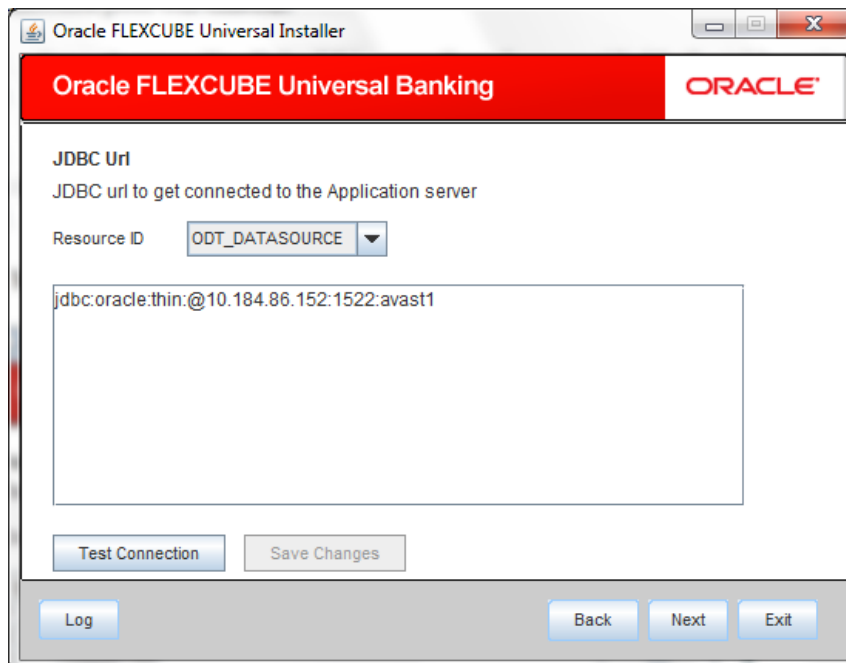 Oracle FLEXCUBE Universal Installer
Oracle FLEXCUBE Universal Banking
ORACLE'
JDBC Url
JDBC url to get connected to the Application server
Resource ID ODT_DATASOURCE
jdbc:oracle:thin:@10.184.86.152:1522:avast1
Test Connection Save Changes
Log Back Next Exit